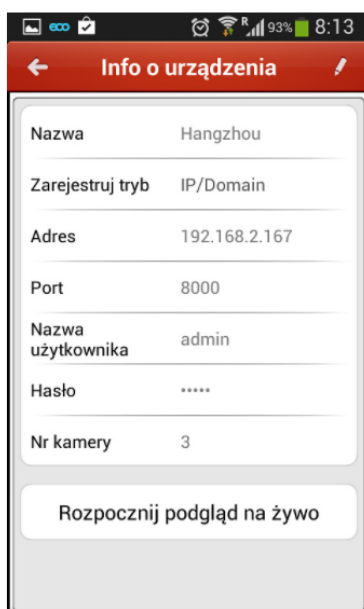 eco R 93% 8:13
Info o urządzenia
Nazwa Hangzhou
Zarejestruj tryb IP/Domain
Adres 192.168.2.167
Port 8000
Nazwa
użytkownika admin
Hasło •••••
Nr kamery 3
Rozpocznij podgląd na żywo